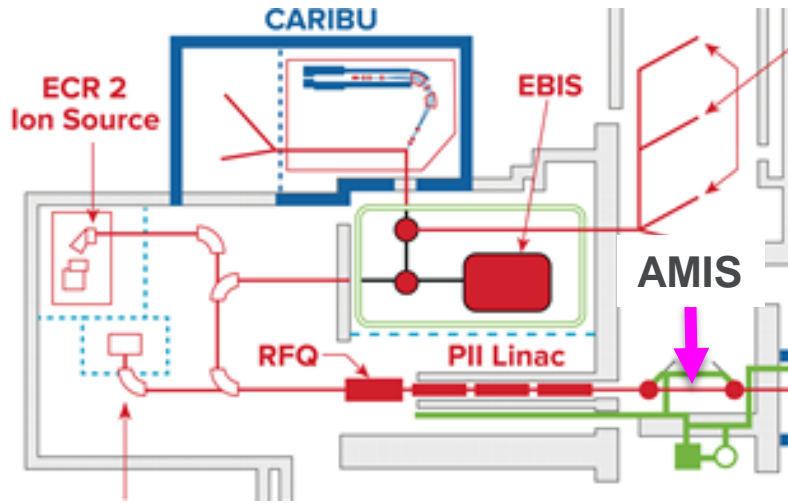 CARIBU
ECR 2
Ion Source
EBIS
AMIS
RFQ
PII Linac